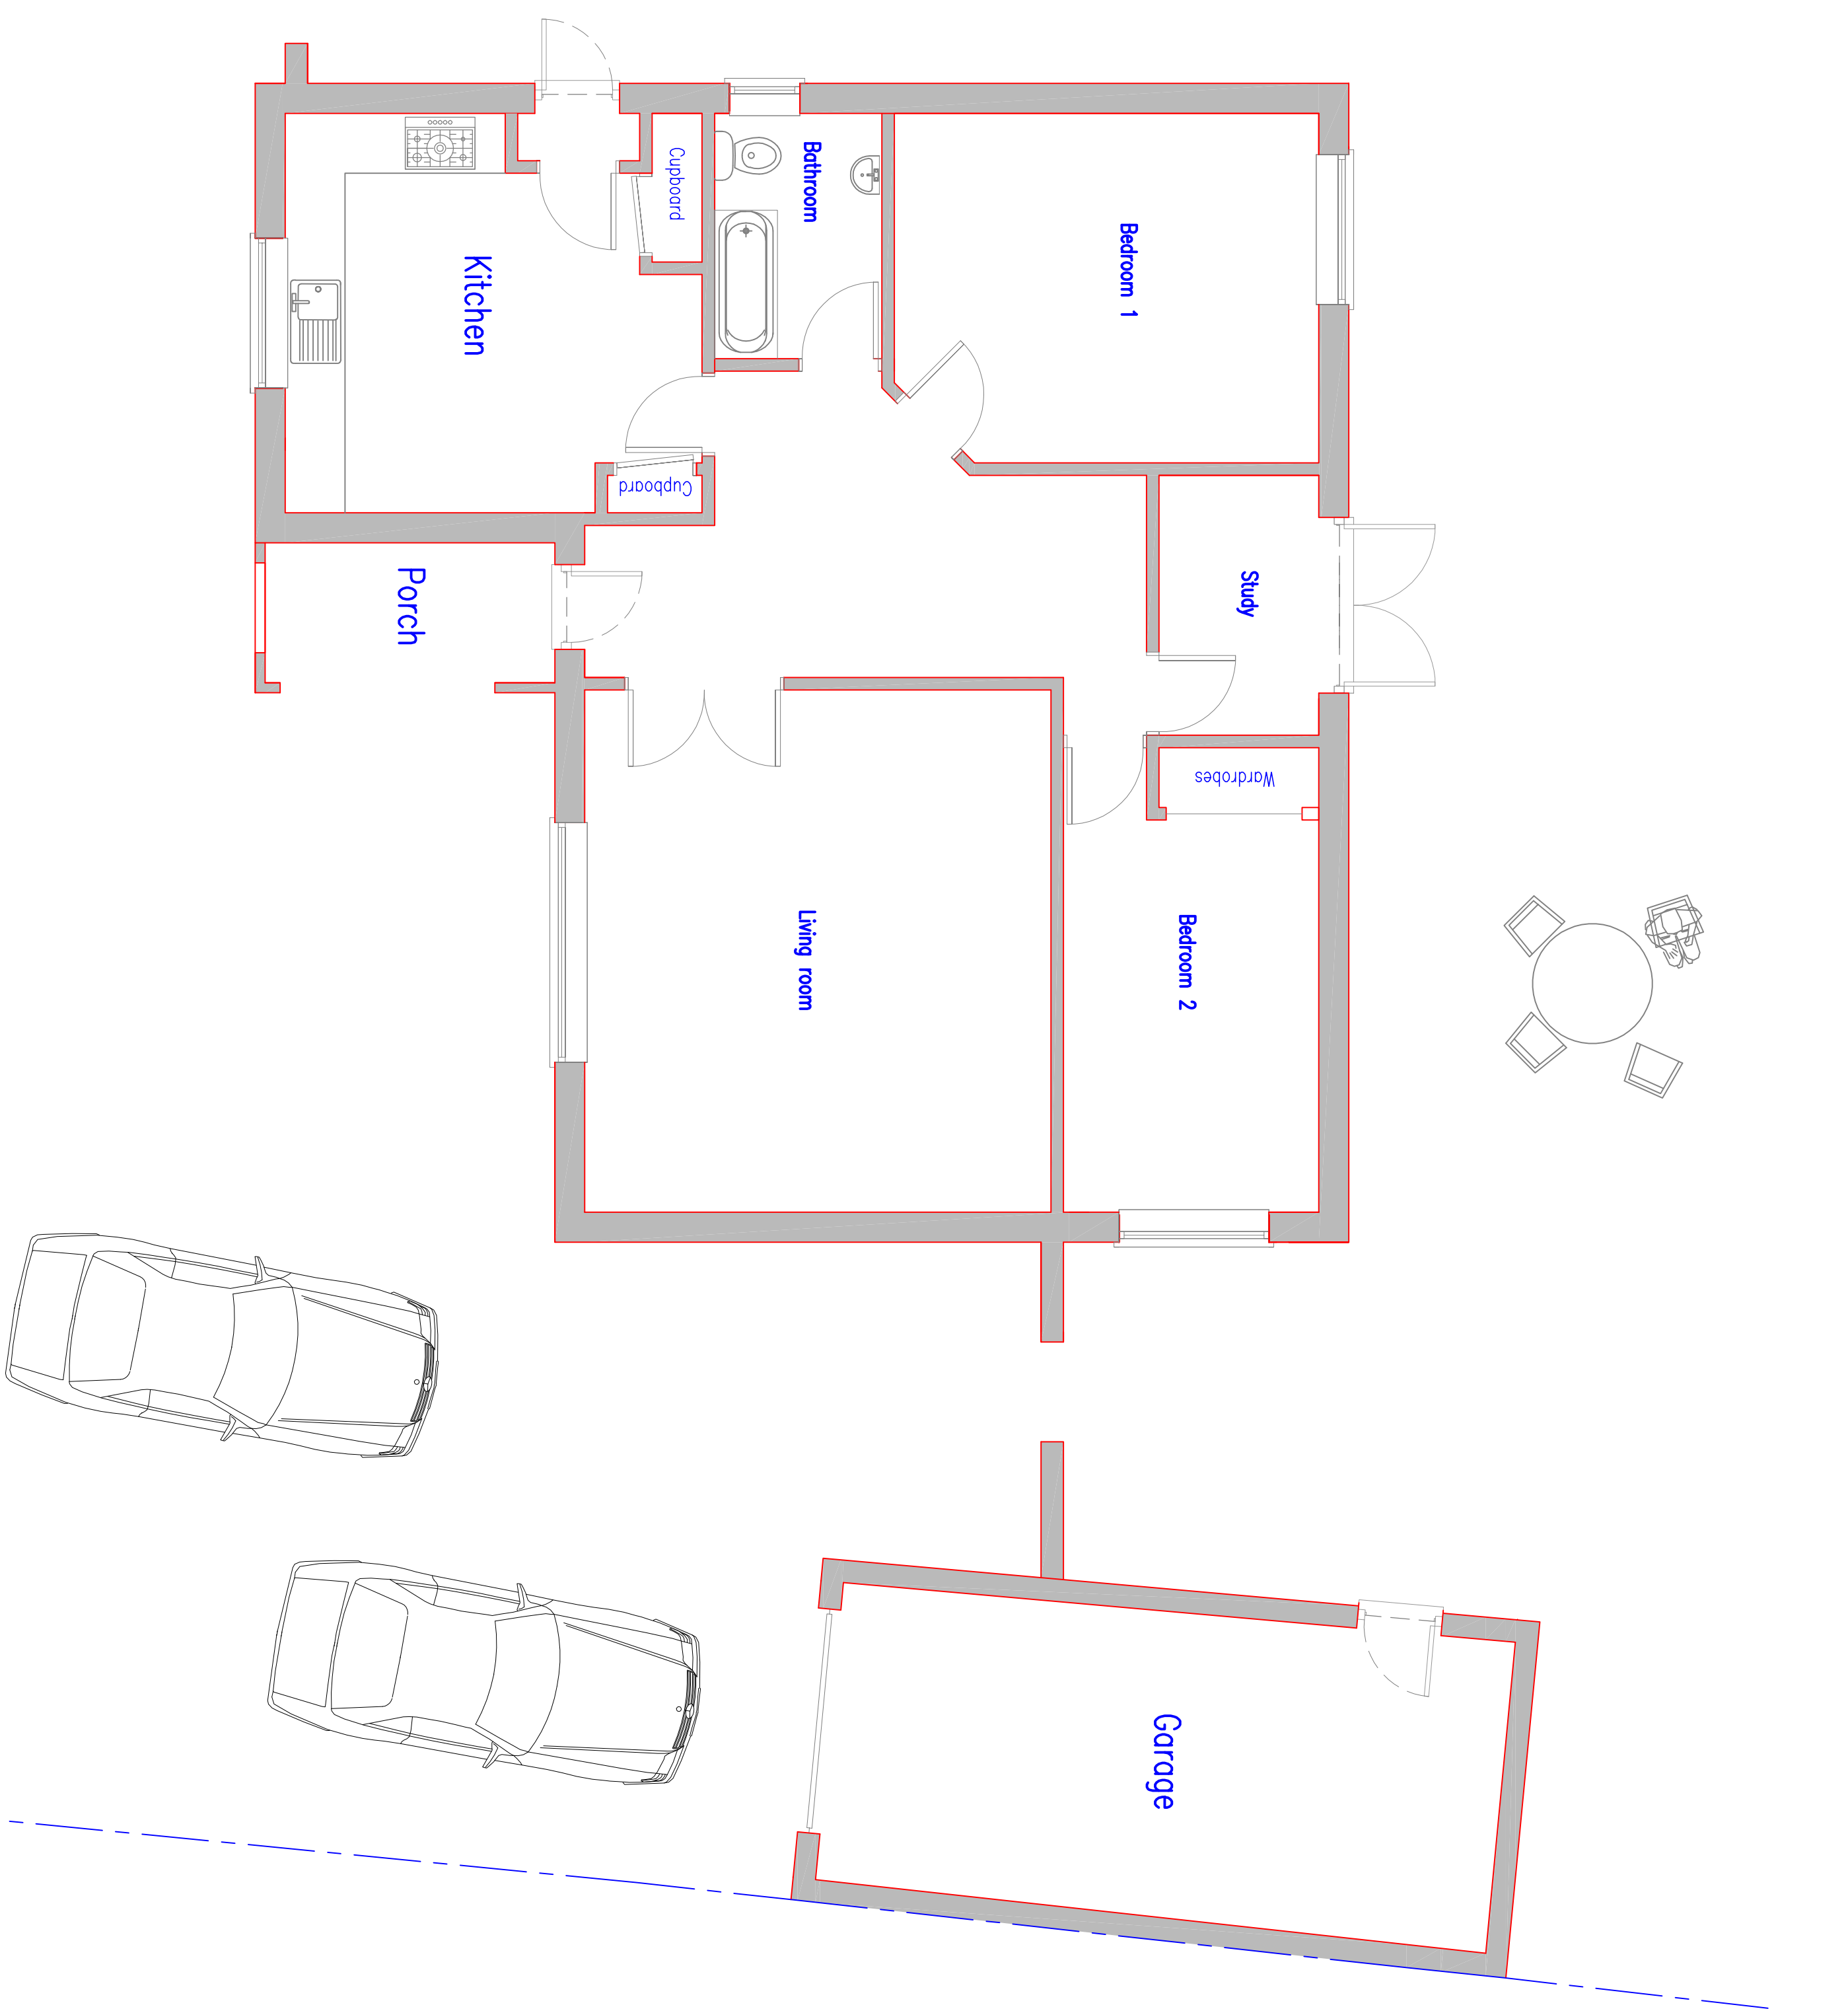 Kitchen
Cupboard
Bathroom
Bedroom 1
Cupboard
Porch
Study
Wardrobes
Living room
Bedroom 2
Garage